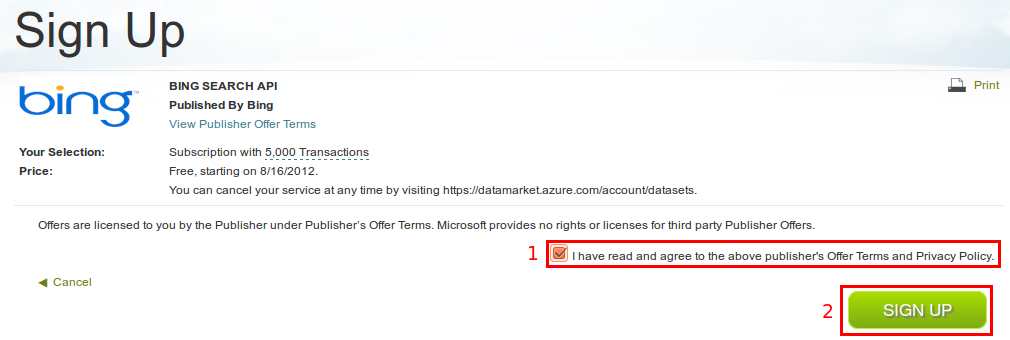 Sign Up
bing™
BING SEARCH API
Print
Published By Bing
View Publisher Offer Terms
Your Selection: Subscription with 5,000 Transactions
Price: Free, starting on 8/16/2012.
You can cancel your service at any time by visiting https://datamarket.azure.com/account/datasets.
Offers are licensed to you by the Publisher under Publisher's Offer Terms. Microsoft provides no rights or licenses for third party Publisher Offers.
1 I have read and agree to the above publisher's Offer Terms and Privacy Policy.
Cancel
2 SIGN UP